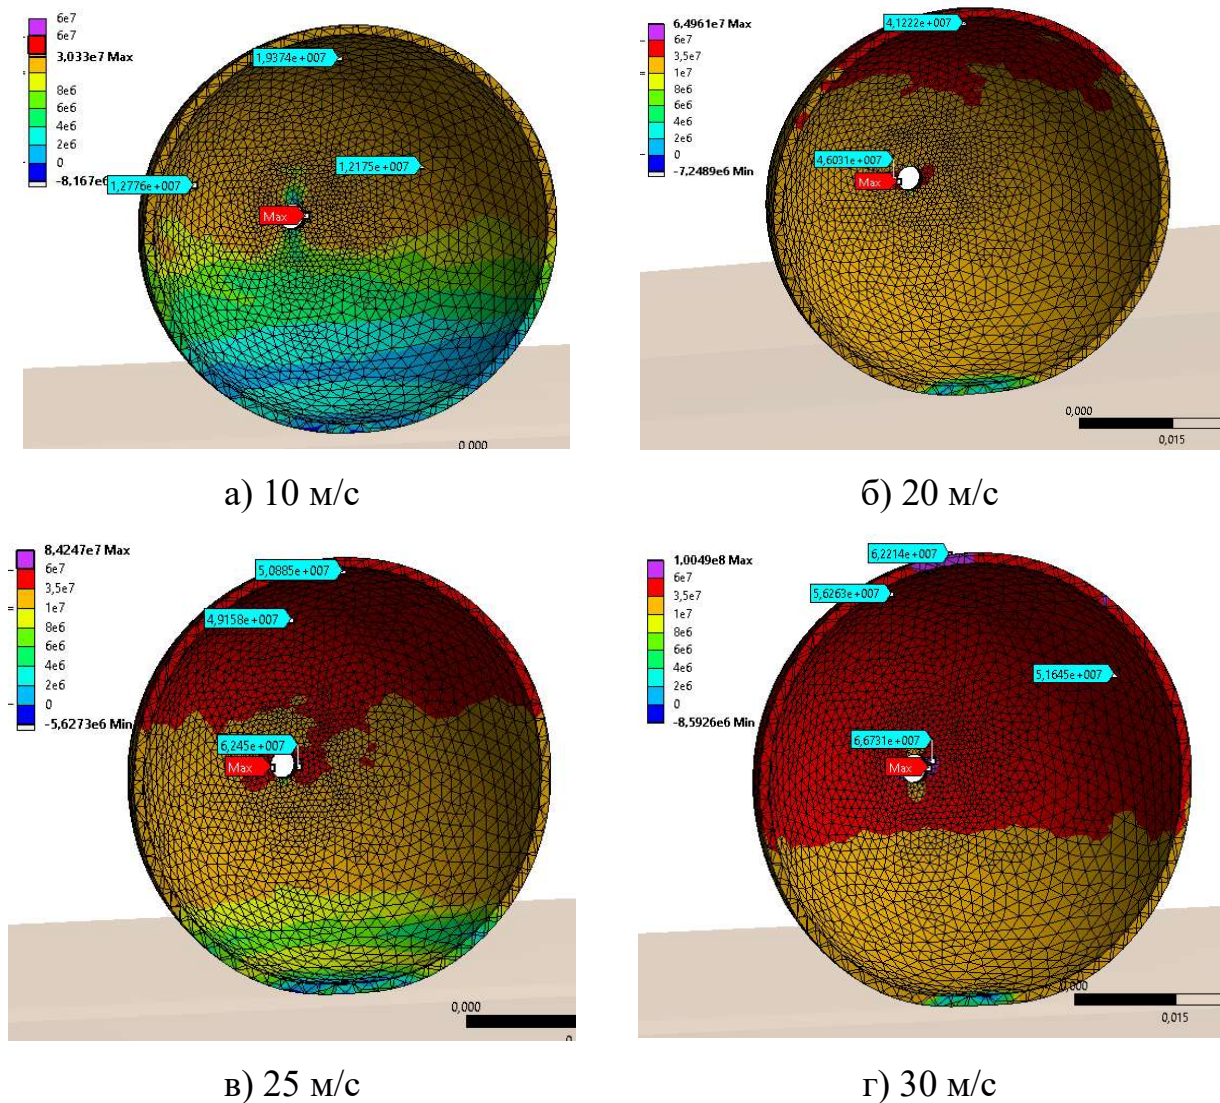 6e7
6e7
3,033e7 Max
1e7
8e6
6e6
4e6
2e6
0
-8,167e6
1,9374e+007
1,2175e+007
1,2776e+007
Max
0,000
6,4961e7 Max
6e7
3,5e7
1e7
8e6
6e6
4e6
2e6
0
-7,2489e6 Min
4,1222e+007
4,6031e+007
Max
0,000
0,015
а) 10 м/с
б) 20 м/с
8,4247e7 Max
6e7
3,5e7
1e7
8e6
6e6
4e6
2e6
0
-5,6273e6 Min
5,0885e+007
4,9158e+007
6,245e+007
Max
0,000
1,0049e8 Max
6e7
3,5e7
1e7
8e6
6e6
4e6
2e6
0
-8,5926e6 Min
6,2214e+007
5,6263e+007
5,1645e+007
6,6731e+007
Max
0,000
0,015
в) 25 м/с
г) 30 м/с